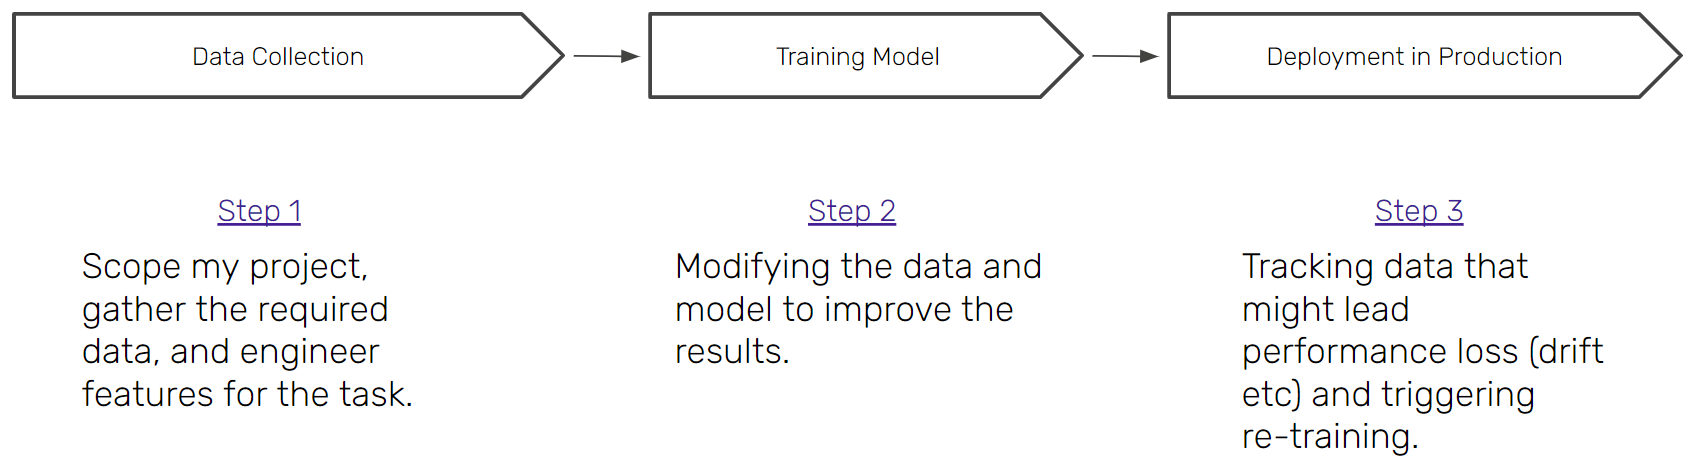 Data Collection
Training Model
Deployment in Production
Step 1
Scope my project,
gather the required
data, and engineer
features for the task.
Step 2
Modifying the data and
model to improve the
results.
Step 3
Tracking data that
might lead
performance loss (drift
etc) and triggering
re-training.